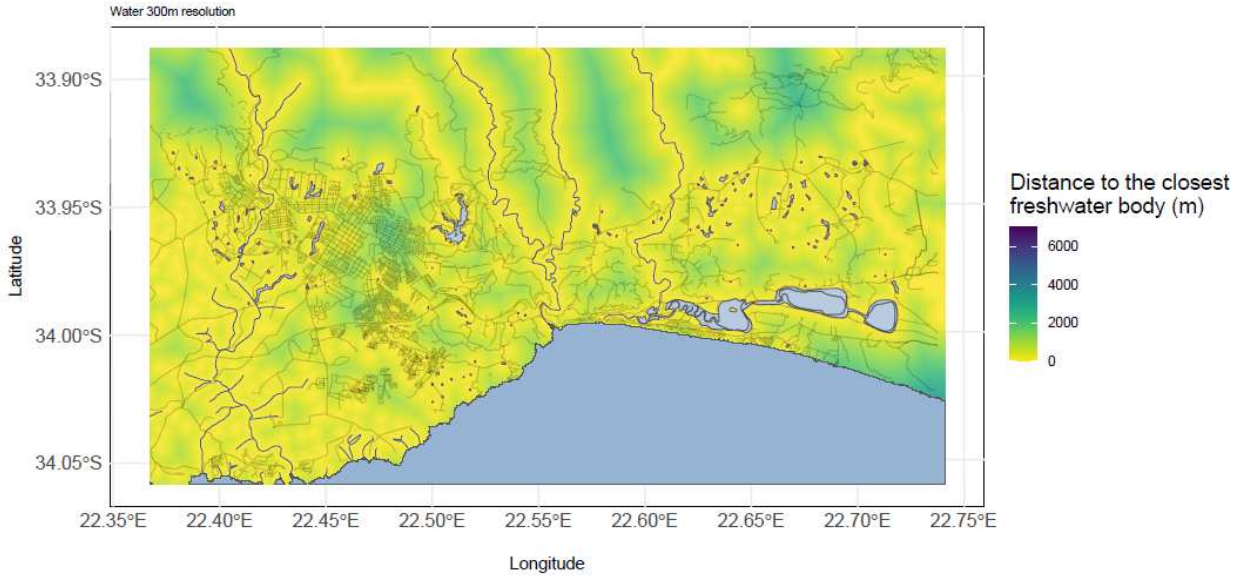 Water 300m resolution
33.90°S
33.95°S
34.00°S
34.05°S
Latitude
22.35°E 22.40°E 22.45°E 22.50°E 22.55°E 22.60°E 22.65°E 22.70°E 22.75°E
Longitude
Distance to the closest
freshwater body (m)
6000
4000
2000
0